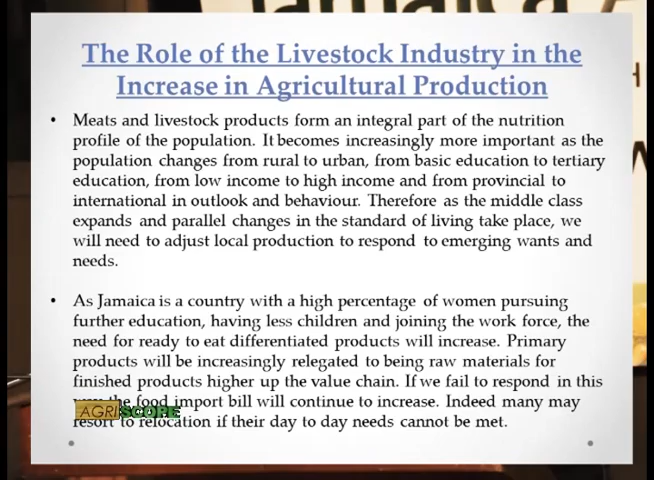 The Role of the Livestock Industry in the
Increase in Agricultural Production
• Meats and livestock products form an integral part of the nutrition
profile of the population. It becomes increasingly more important as the
population changes from rural to urban, from basic education to tertiary
education, from low income to high income and from provincial to
international in outlook and behaviour. Therefore as the middle class
expands and parallel changes in the standard of living take place, we
will need to adjust local production to respond to emerging wants and
needs.
• As Jamaica is a country with a high percentage of women pursuing
further education, having less children and joining the work force, the
need for ready to eat differentiated products will increase. Primary
products will be increasingly relegated to being raw materials for
finished products higher up the value chain. If we fail to respond in this
the food import bill will continue to increase. Indeed many may
AGRISCOPE
resort to relocation if their day to day needs cannot be met.